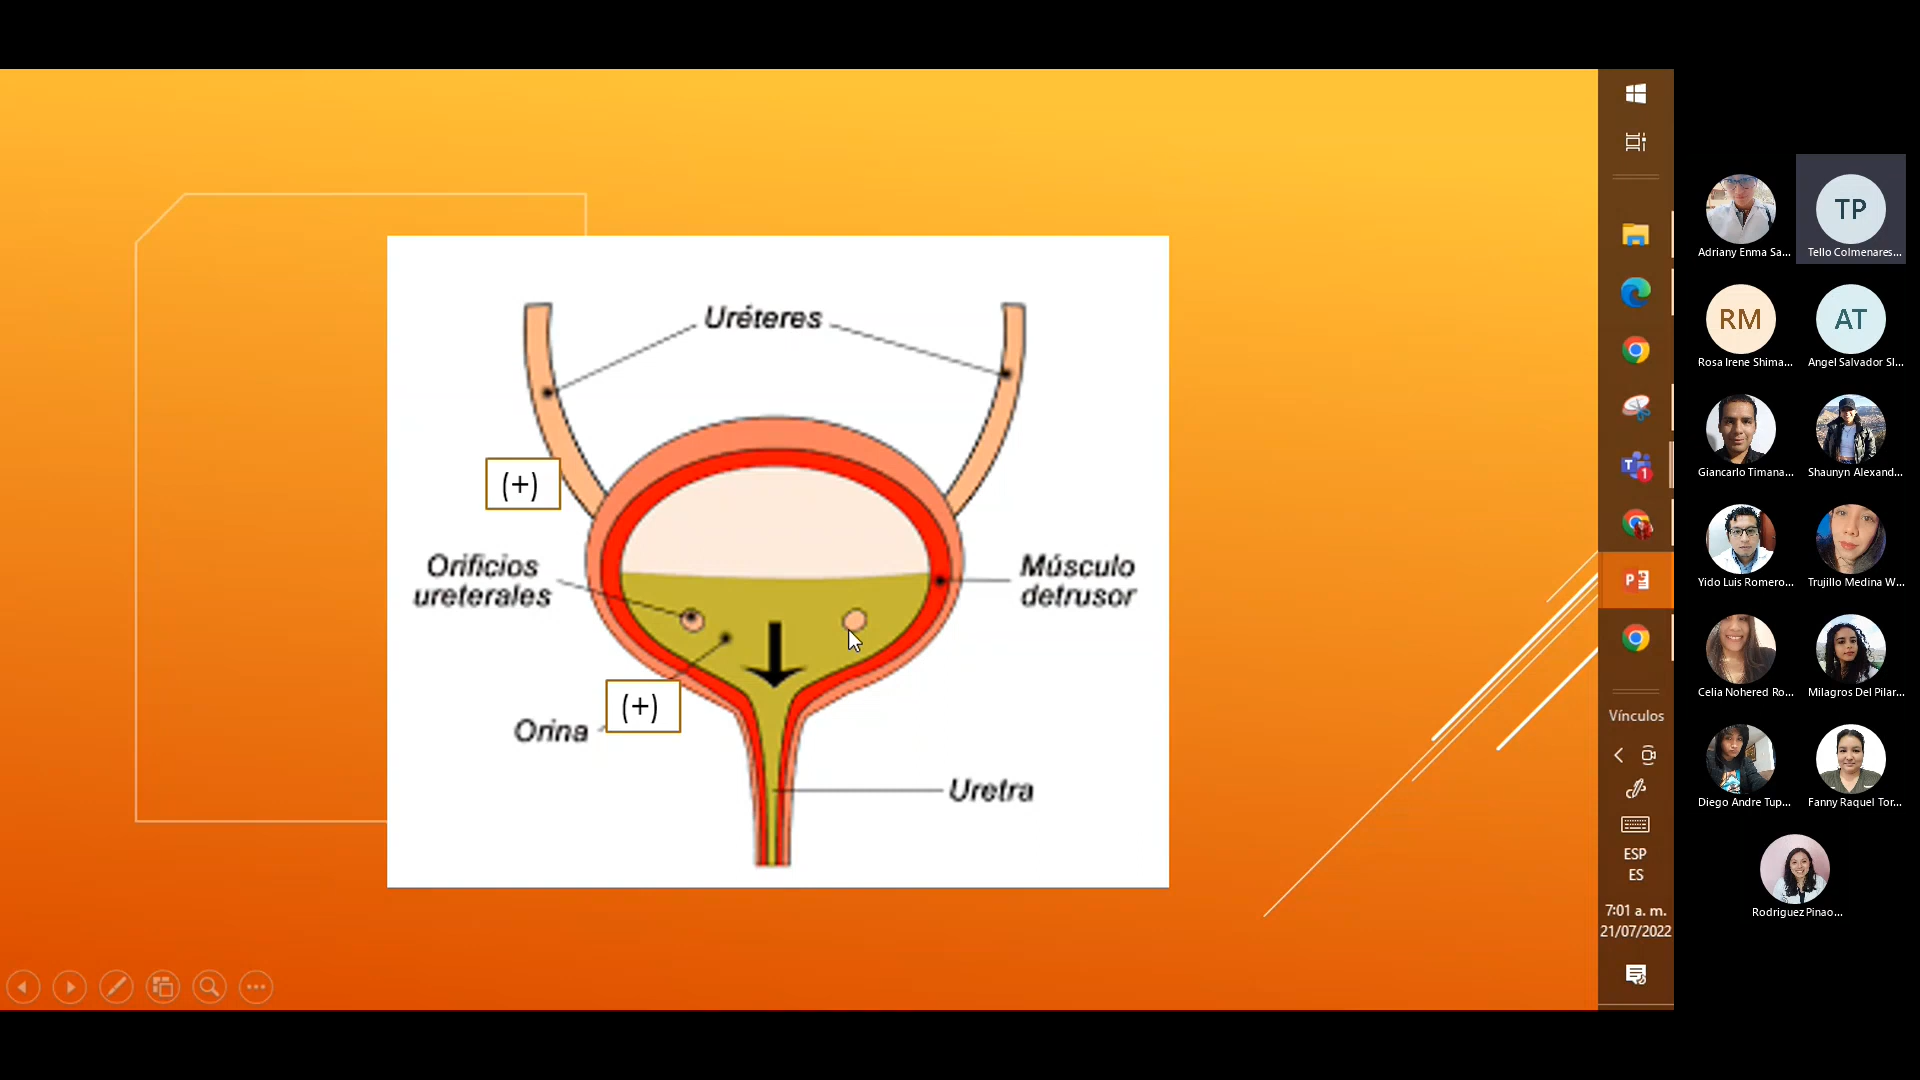 Uréteres
(+)
Orificios
ureterales
Músculo
detrusor
(+)
Orina
Uretra
Vínculos
ESP
ES
7:01 a. m.
21/07/2022
TP
Adriany Enma Sa...
Tello Colmenares...
RM
AT
Rosa Irene Shima...
Angel Salvador Sl...
Giancarlo Timana...
Shaunyn Alexand...
Yido Luis Romero...
Trujillo Medina W...
Celia Nohered Ro...
Milagros Del Pilar...
Diego Andre Tup...
Fanny Raquel Tor...
Rodriguez Pinao...